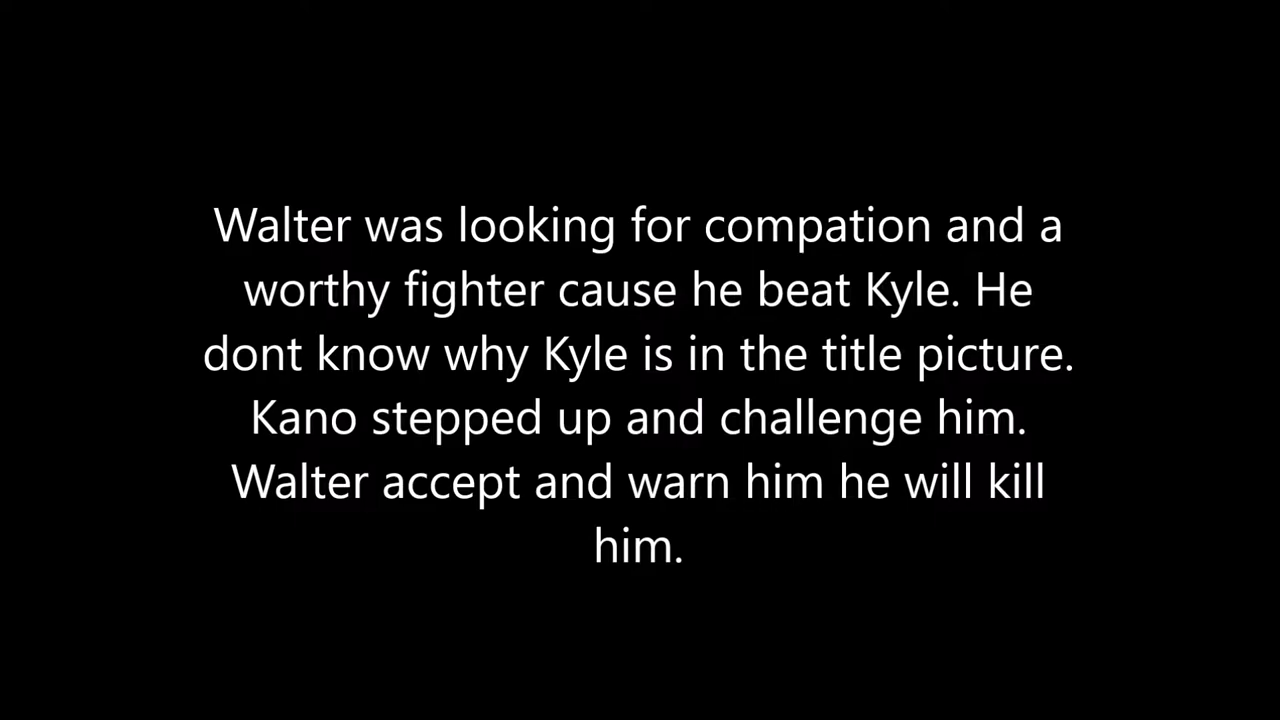 Walter was looking for compation and a
worthy fighter cause he beat Kyle. He
dont know why Kyle is in the title picture.
Kano stepped up and challenge him.
Walter accept and warn him he will kill
him.